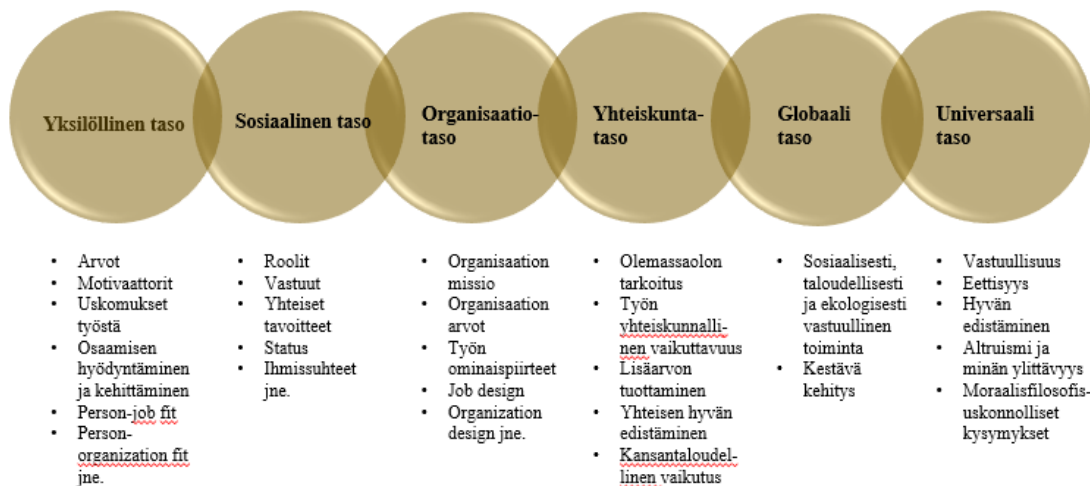 Yksilöllinen taso
Sosiaalinen taso
Organisaatio-
taso
Yhteiskunta-
taso
Globaali
taso
Universaali
taso
• Arvot
• Motivaattorit
• Uskomukset
työstä
• Osaamisen
hyödyntäminen
ja kehittäminen
• Person-job fit
• Person-
organization fit
jne.
• Roolit
• Vastuut
• Yhteiset
tavoitteet
• Status
• Ihmissuhteet
jne.
• Organisaation
missio
• Organisaation
arvot
• Työn
ominaispiirteet
• Job design
• Organization
design jne.
• Olemassaolon
tarkoitus
• Työn
yhteiskunnalli-
nen vaikuttavuus
• Lisäarvon
tuottaminen
• Yhteisen hyvän
edistäminen
• Kansantaloudel-
linen vaikutus
• Sosiaalisesti,
taloudellisesti
ja ekologisesti
vastuullinen
toiminta
• Kestävä
kehitys
• Vastuullisuus
• Eettisyys
• Hyvän
edistäminen
• Altruismi ja
minän ylittävyys
• Moraalisfilosofis-
uskonnolliset
kysymykset